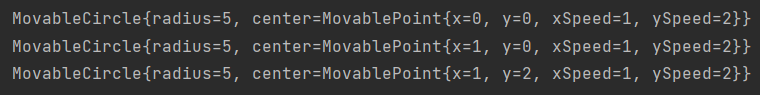 MovableCircle{radius=5, center=MovablePoint{x=0, y=0, xSpeed=1, ySpeed=2}}
MovableCircle{radius=5, center=MovablePoint{x=1, y=0, xSpeed=1, ySpeed=2}}
MovableCircle{radius=5, center=MovablePoint{x=1, y=2, xSpeed=1, ySpeed=2}}